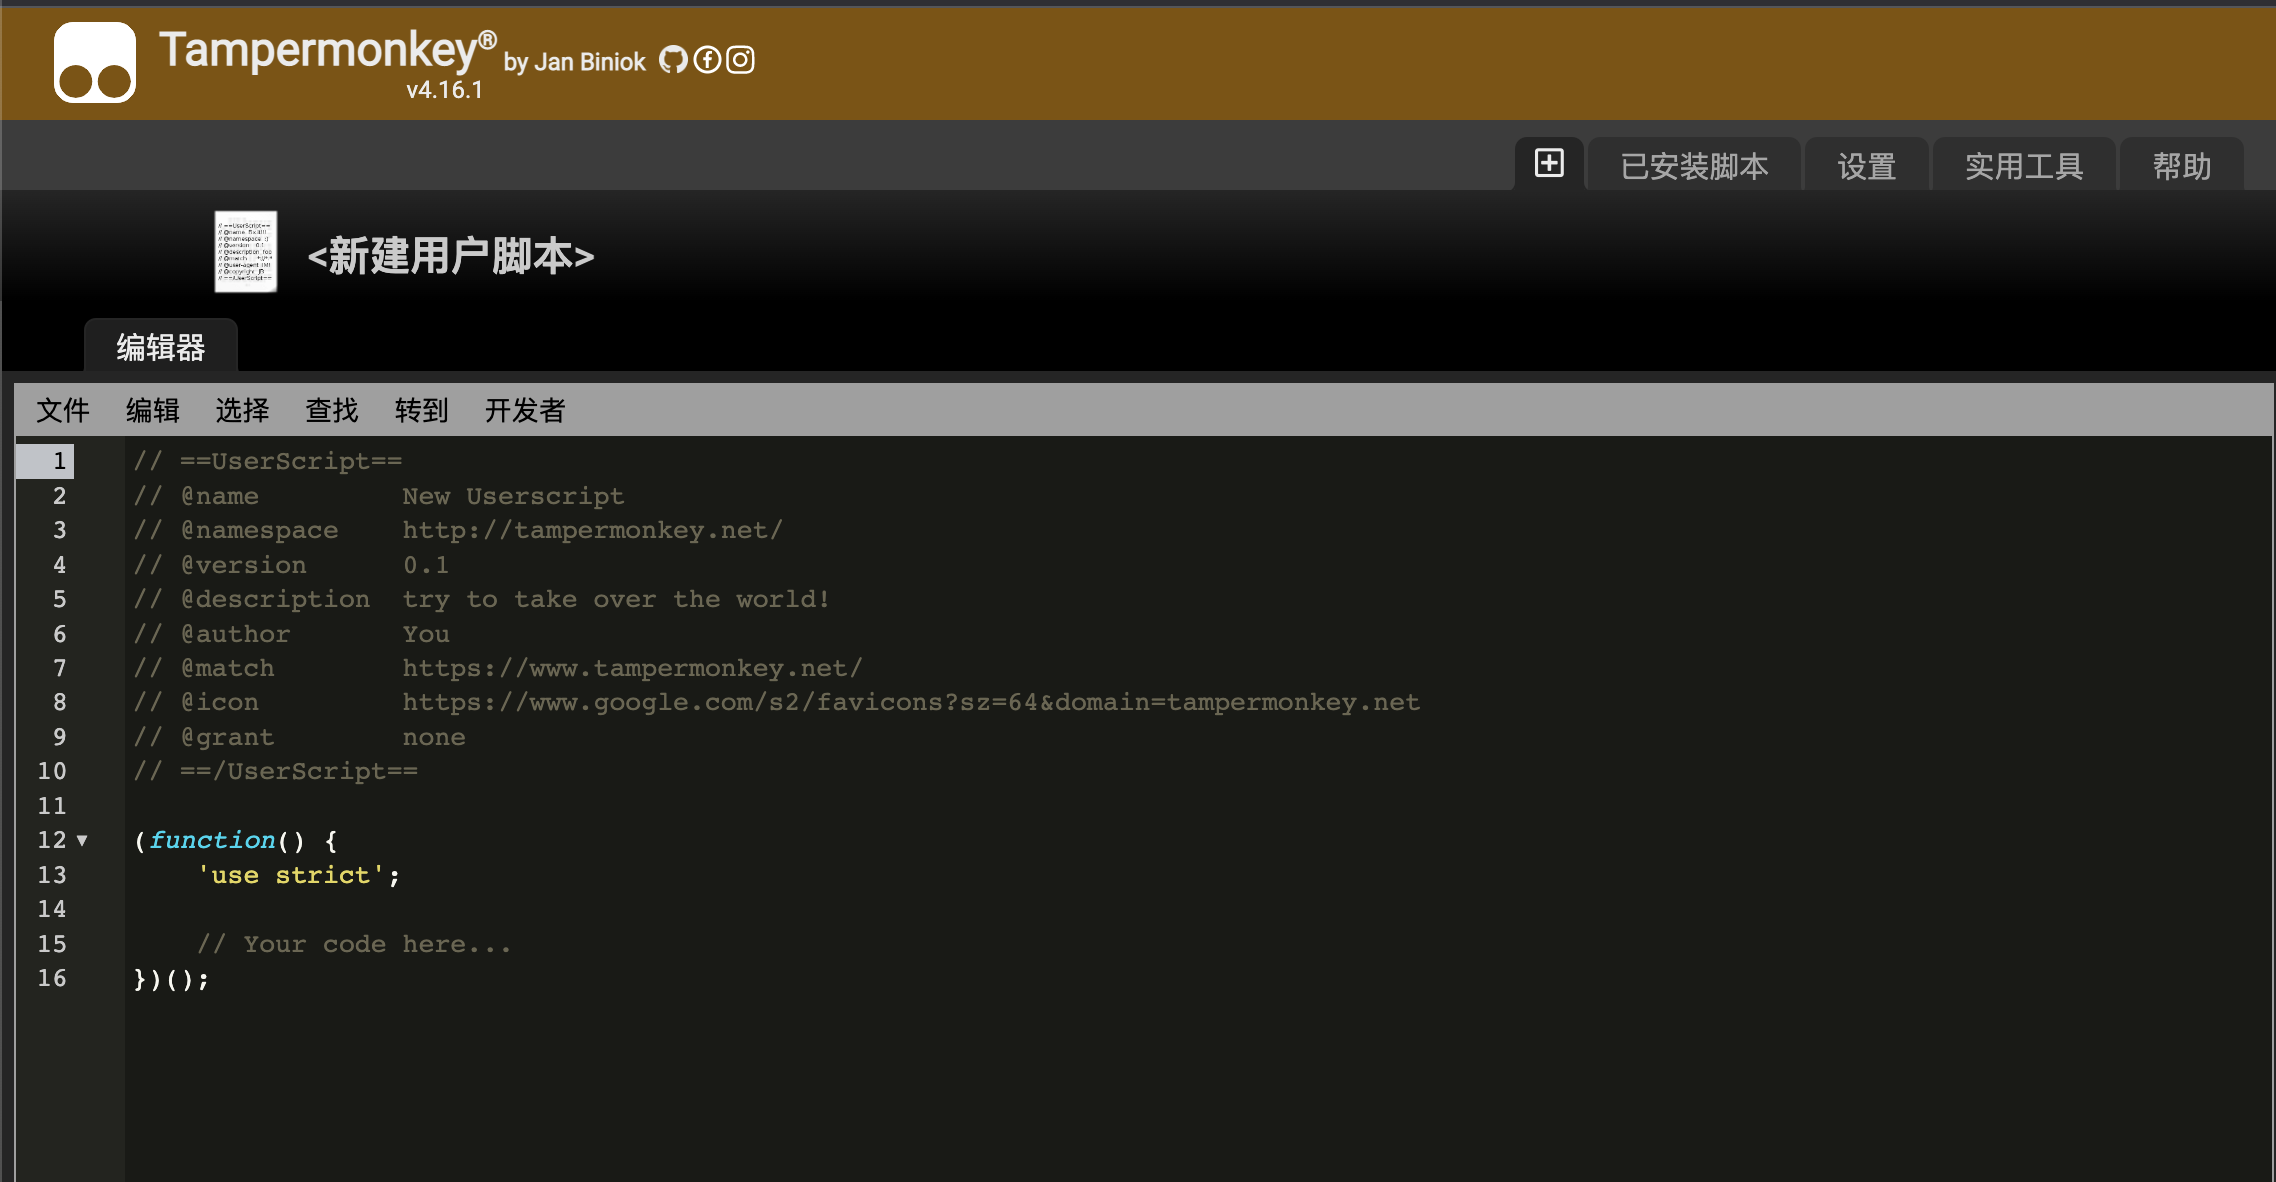 Tampermonkey® by Jan Biniok
v4.16.1
已安装脚本 设置 实用工具 帮助
<新建用户脚本>
编辑器
文件 编辑 选择 查找 转到 开发者
1 // ==UserScript==
2 // @name         New Userscript
3 // @namespace    http://tampermonkey.net/
4 // @version      0.1
5 // @description  try to take over the world!
6 // @author       You
7 // @match        https://www.tampermonkey.net/
8 // @icon         https://www.google.com/s2/favicons?sz=64&domain=tampermonkey.net
9 // @grant        none
10 // ==/UserScript==
11
12 (function() {
13     'use strict';
14
15     // Your code here...
16 })();